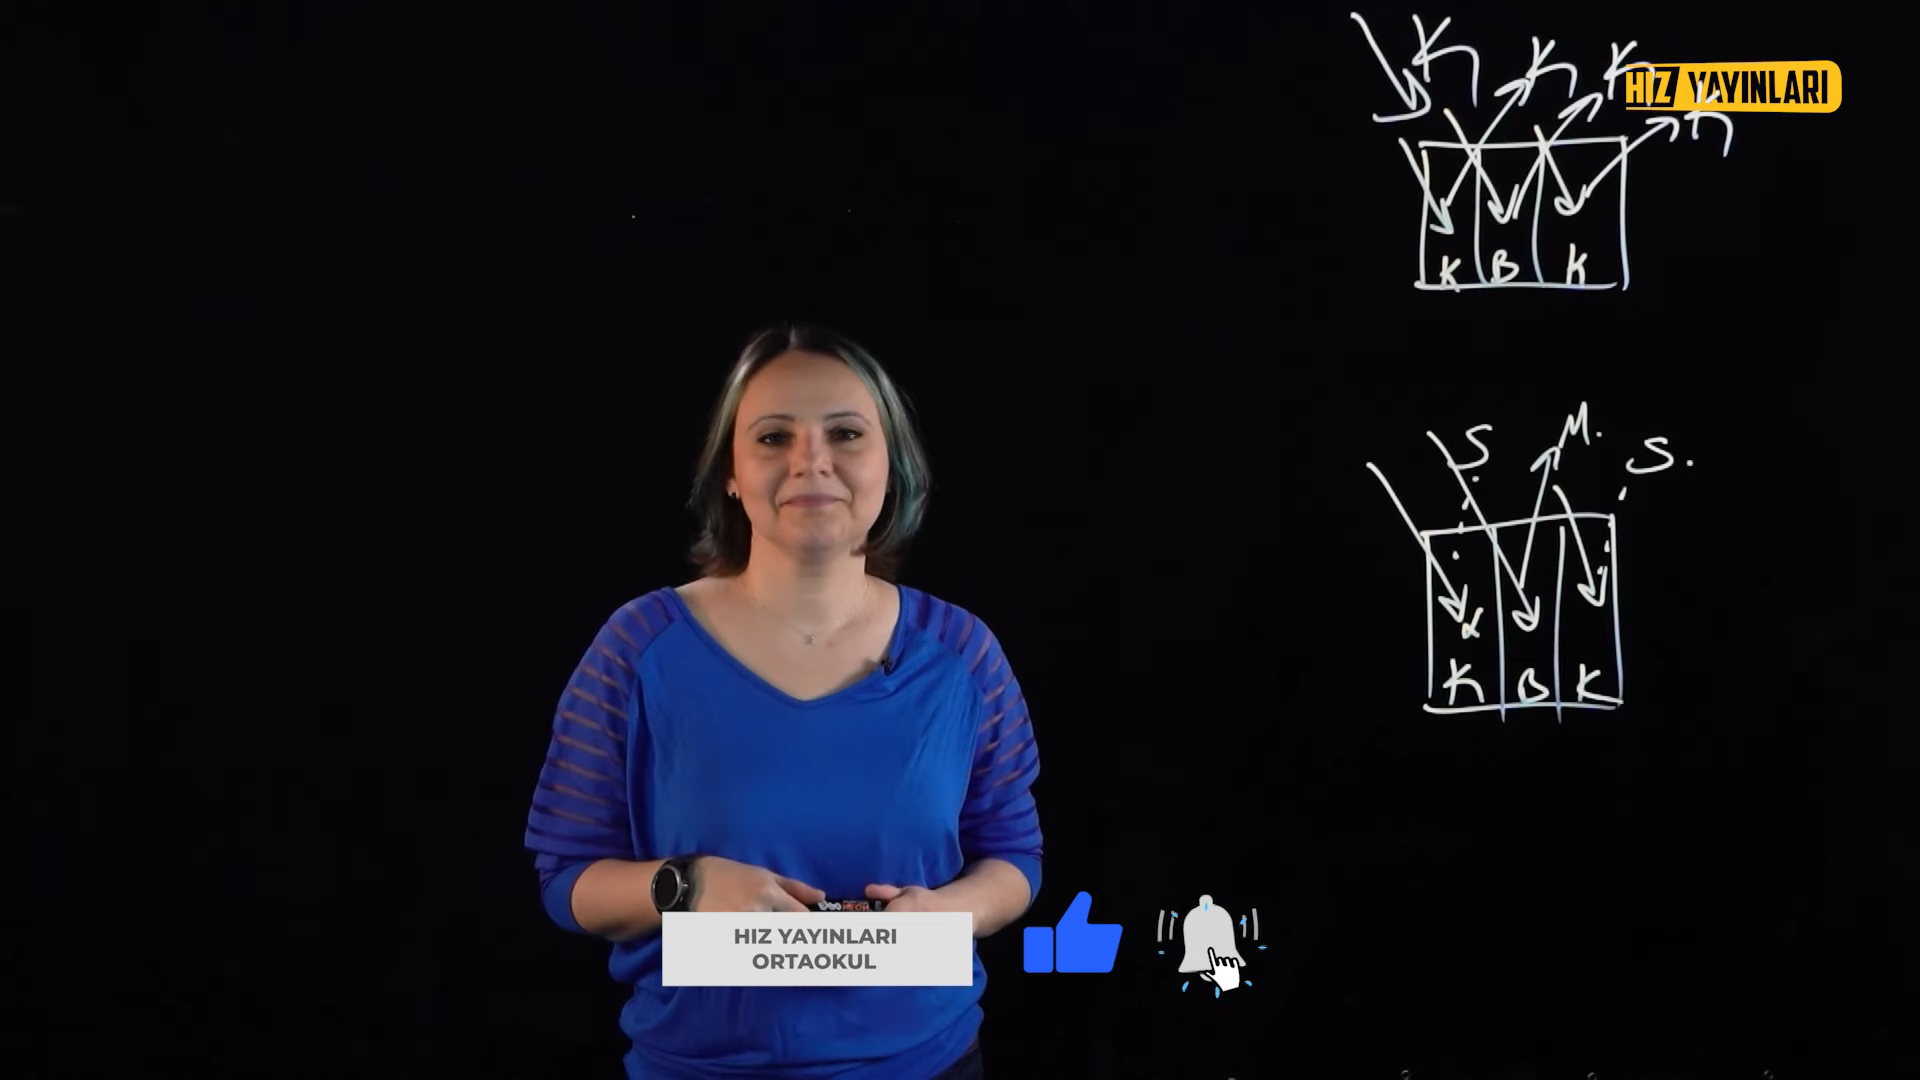 K K K K
HIZ YAYINLARI
K B K
S M. S.
K B K
HIZ YAYINLARI
ORTAOKUL